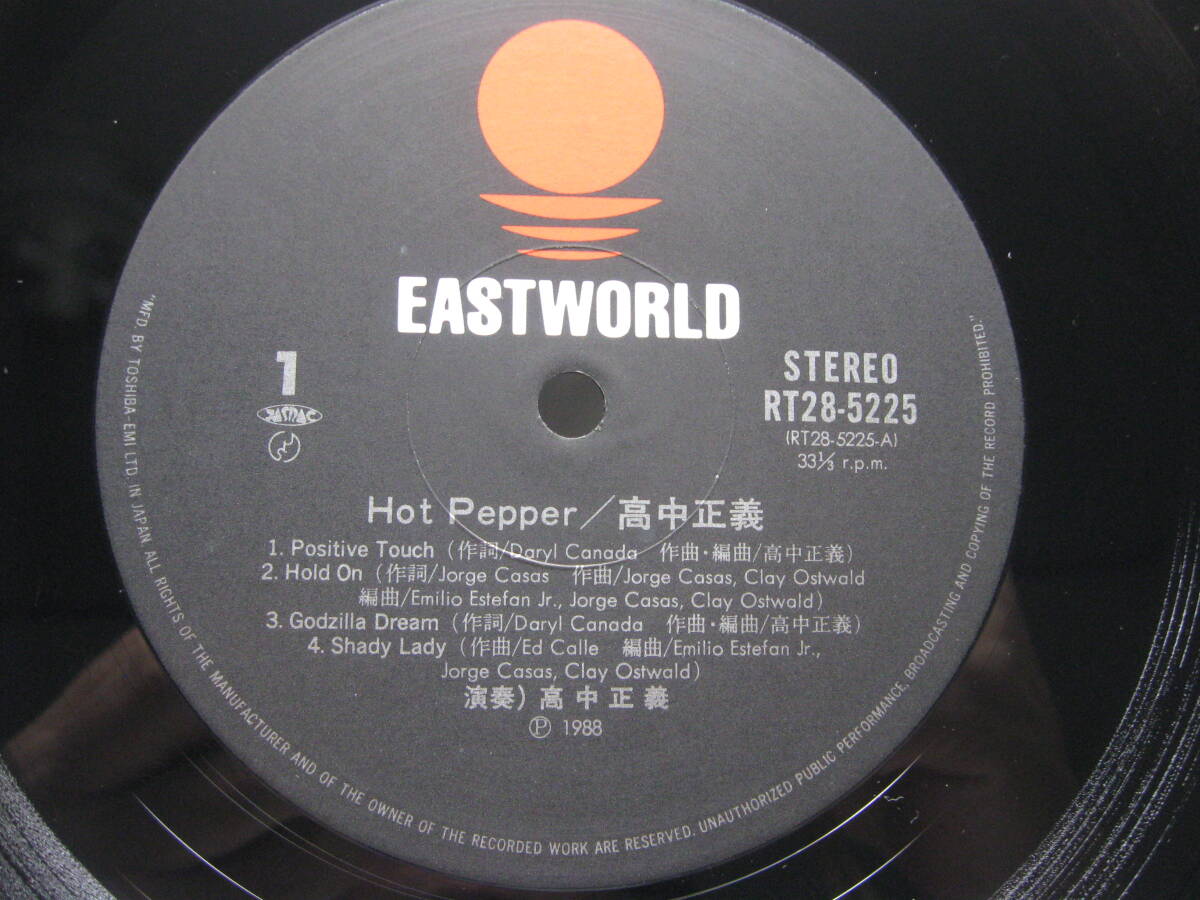 EASTWORLD
1
JASRAC
STEREO
RT28-5225
(RT28-5225-A)
33⅓ r.p.m.
Hot Pepper/高中正義
1. Positive Touch (作詞/Daryl Canada 作曲・編曲/高中正義)
2. Hold On (作詞/Jorge Casas 作曲/Jorge Casas, Clay Ostwald
編曲/Emilio Estefan Jr., Jorge Casas, Clay Ostwald)
3. Godzilla Dream (作詞/Daryl Canada 作曲・編曲/高中正義)
4. Shady Lady (作曲/Ed Calle 編曲/Emilio Estefan Jr.,
Jorge Casas, Clay Ostwald)
演奏) 高中正義
Ⓟ 1988
"MFD. BY TOSHIBA-EMI LTD. IN JAPAN ALL RIGHTS OF THE MANUFACTURER AND OF THE OWNER OF THE RECORDED WORK ARE RESERVED. UNAUTHORIZED PUBLIC PERFORMANCE, BROADCASTING AND COPYING OF THE RECORD PROHIBITED."